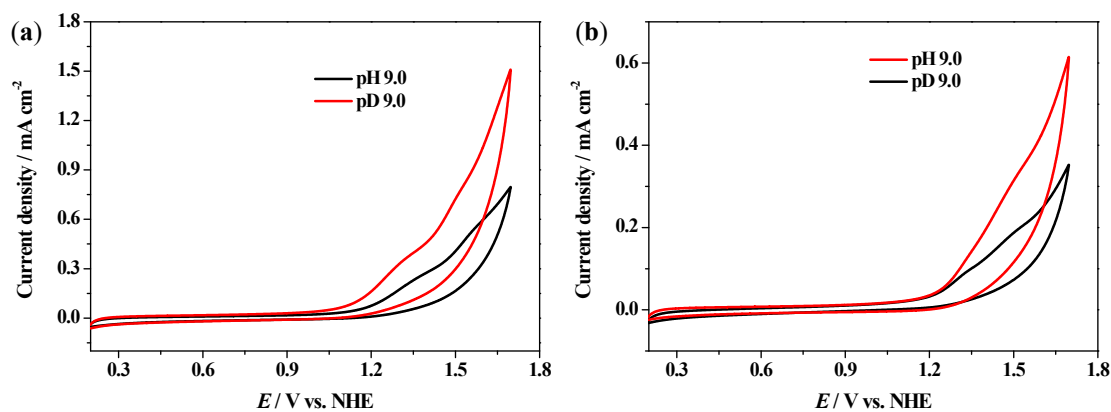 (a)
pH 9.0
pD 9.0
Current density / mA cm-2
1.8
1.5
1.2
0.9
0.6
0.3
0.0
0.3 0.6 0.9 1.2 1.5 1.8
E / V vs. NHE
(b)
pH 9.0
pD 9.0
Current density / mA cm-2
0.6
0.4
0.2
0.0
0.3 0.6 0.9 1.2 1.5 1.8
E / V vs. NHE